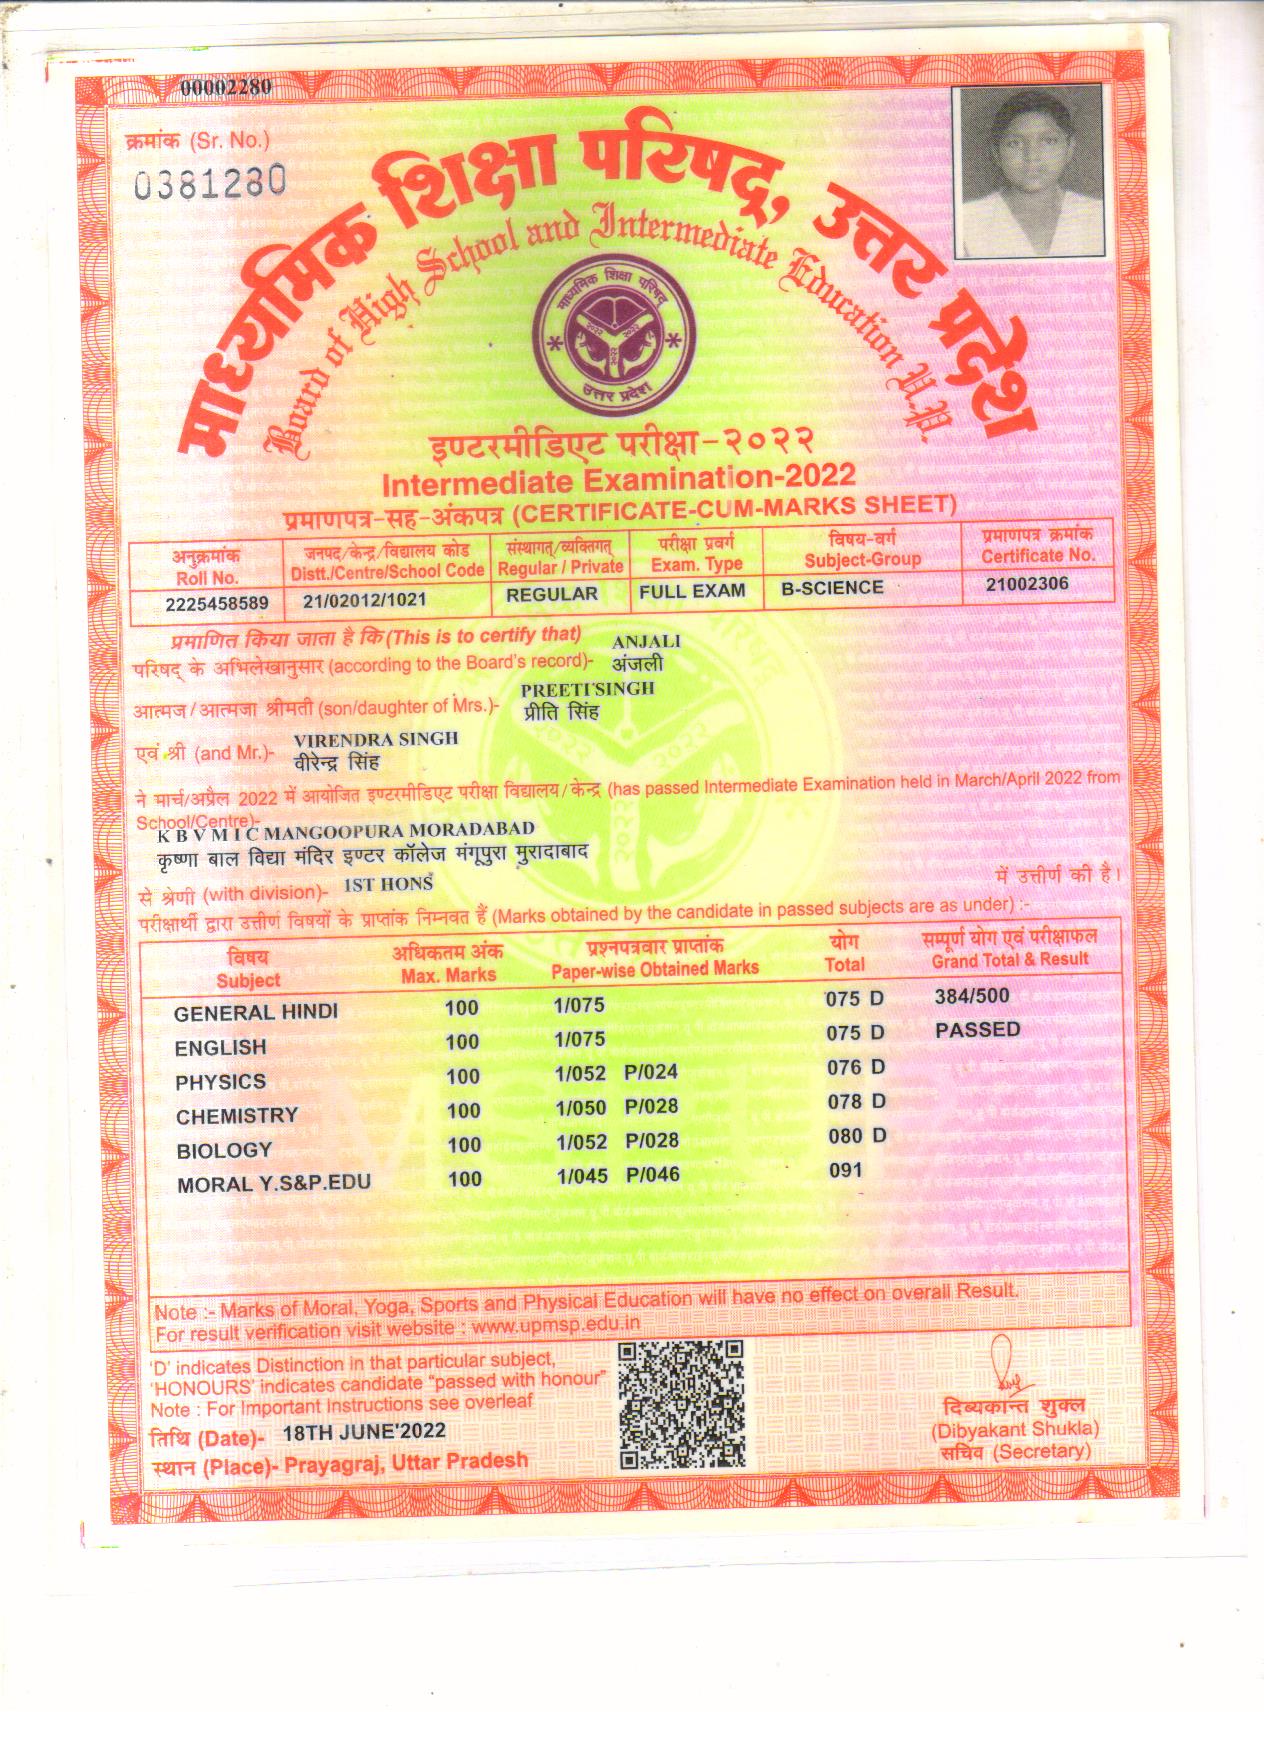 00002280
क्रमांक (Sr. No.)
0381280
माध्यमिक शिक्षा परिषद्, उत्तर प्रदेश
Board of High School and Intermediate Education U.P.
माध्यमिक शिक्षा परिषद्
२०२२ २०२२
२०२२
उत्तर प्रदेश
इण्टरमीडिएट परीक्षा-२०२२
Intermediate Examination-2022
प्रमाणपत्र-सह-अंकपत्र (CERTIFICATE-CUM-MARKS SHEET)
अनुक्रमांक जनपद/केन्द्र/विद्यालय कोड संस्थागत्/व्यक्तिगत् परीक्षा प्रवर्ग विषय-वर्ग प्रमाणपत्र क्रमांक
Roll No. Distt./Centre/School Code Regular / Private Exam. Type Subject-Group Certificate No.
2225458589 21/02012/1021 REGULAR FULL EXAM B-SCIENCE 21002306
प्रमाणित किया जाता है कि (This is to certify that) ANJALI
परिषद् के अभिलेखानुसार (according to the Board's record)- अंजली
PREETI SINGH
आत्मज/आत्मजा श्रीमती (son/daughter of Mrs.)- प्रीति सिंह
VIRENDRA SINGH
एवं श्री (and Mr.)- वीरेन्द्र सिंह
ने मार्च/अप्रैल 2022 में आयोजित इण्टरमीडिएट परीक्षा विद्यालय/केन्द्र (has passed Intermediate Examination held in March/April 2022 from
School/Centre)-
K B V M I C MANGOOPURA MORADABAD
कृष्णा बाल विद्या मंदिर इण्टर कॉलेज मंगूपुरा मुरादाबाद
से श्रेणी (with division)- 1ST HONS में उत्तीर्ण की है।
परीक्षार्थी द्वारा उत्तीर्ण विषयों के प्राप्तांक निम्नवत हैं (Marks obtained by the candidate in passed subjects are as under) :-
विषय अधिकतम अंक प्रश्नपत्रवार प्राप्तांक योग सम्पूर्ण योग एवं परीक्षाफल
Subject Max. Marks Paper-wise Obtained Marks Total Grand Total & Result
GENERAL HINDI 100 1/075 075 D 384/500
ENGLISH 100 1/075 075 D PASSED
PHYSICS 100 1/052 P/024 076 D
CHEMISTRY 100 1/050 P/028 078 D
BIOLOGY 100 1/052 P/028 080 D
MORAL Y.S&P.EDU 100 1/045 P/046 091
Note :- Marks of Moral, Yoga, Sports and Physical Education will have no effect on overall Result.
For result verification visit website : www.upmsp.edu.in
'D' indicates Distinction in that particular subject,
'HONOURS' indicates candidate "passed with honour"
Note : For Important Instructions see overleaf
तिथि (Date)- 18TH JUNE'2022
स्थान (Place)- Prayagraj, Uttar Pradesh
दिव्यकान्त शुक्ल
(Dibyakant Shukla)
सचिव (Secretary)